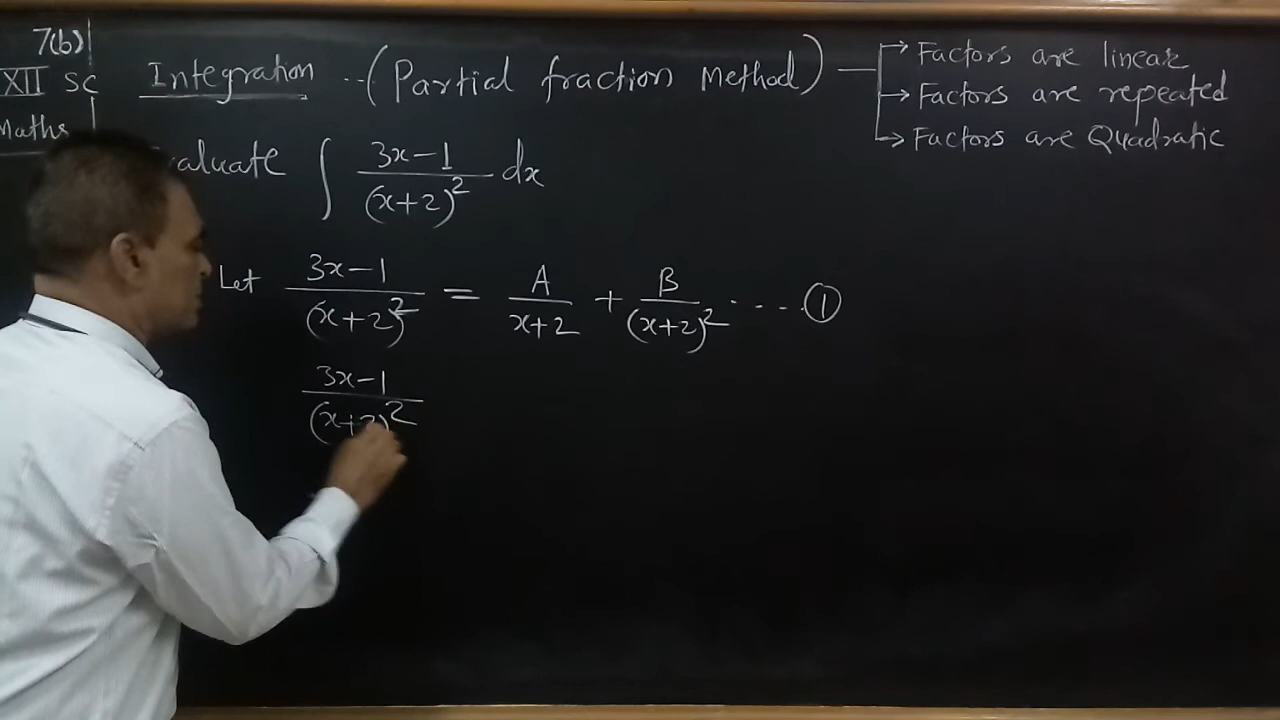 7(b)
XII SC
Maths
Integration ..(Partial fraction Method)
Factors are linear
Factors are repeated
Factors are Quadratic
∫ (3x-1)/(x+2)² dx
Let (3x-1)/(x+2)² = A/(x+2) + B/(x+2)² .... ①
(3x-1)/(x+2)²